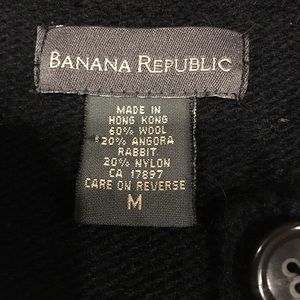 BANANA REPUBLIC
MADE IN
HONG KONG
60% WOOL
20% ANGORA
RABBIT
20% NYLON
CA 17897
CARE ON REVERSE
M